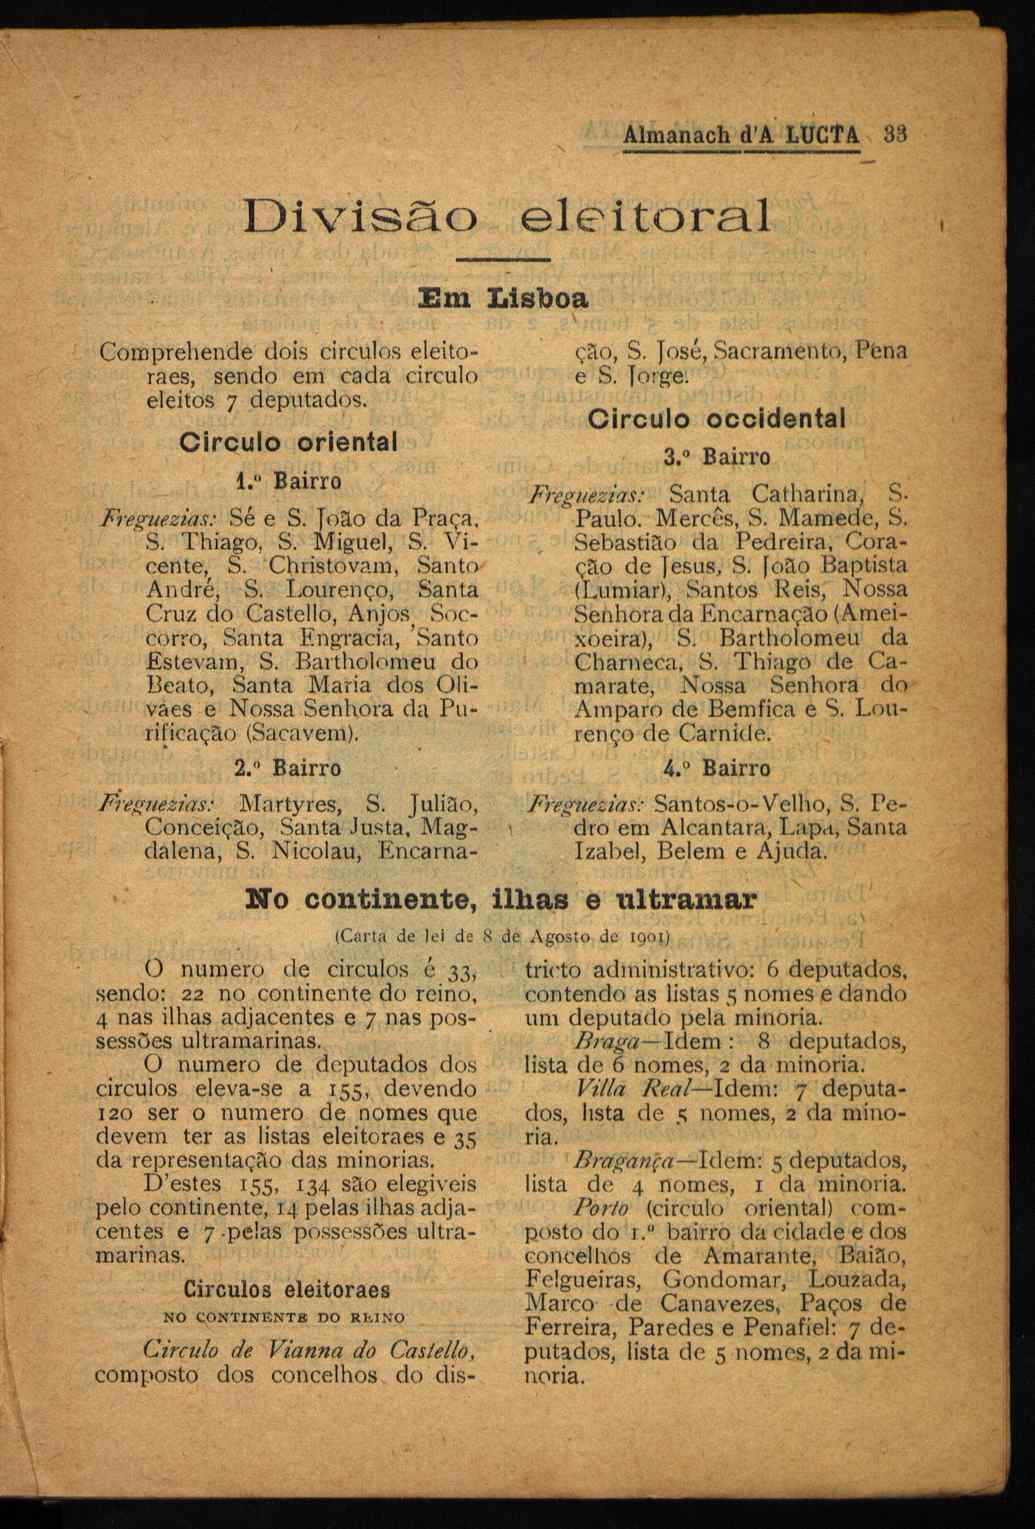 Almanach d'A LUCTA 33
Divisão eleitoral
Em Lisboa
Comprehende dois circulos eleito-
raes, sendo em cada circulo
eleitos 7 deputados.
Circulo oriental
1.º Bairro
Freguezias: Sé e S. João da Praça,
S. Thiago, S. Miguel, S. Vi-
cente, S. Christovam, Santo
André, S. Lourenço, Santa
Cruz do Castello, Anjos, Soc-
corro, Santa Engracia, Santo
Estevam, S. Bartholomeu do
Beato, Santa Maria dos Oli-
vaes e Nossa Senhora da Pu-
rificação (Sacavem).
2.º Bairro
Freguezias: Martyres, S. Julião,
Conceição, Santa Justa, Mag-
dalena, S. Nicolau, Encarna-
ção, S. José, Sacramento, Pena
e S. Jorge.
Circulo occidental
3.º Bairro
Freguezias: Santa Catharina, S.
Paulo. Mercês, S. Mamede, S.
Sebastião da Pedreira, Cora-
ção de Jesus, S. João Baptista
(Lumiar), Santos Reis, Nossa
Senhora da Encarnação (Amei-
xoeira), S. Bartholomeu da
Charneca, S. Thiago de Ca-
marate, Nossa Senhora do
Amparo de Bemfica e S. Lou-
renço de Carnide.
4.º Bairro
Freguezias: Santos-o-Velho, S. Pe-
dro em Alcantara, Lapa, Santa
Izabel, Belem e Ajuda.
No continente, ilhas e ultramar
(Carta de lei de 8 de Agosto de 1901)
O numero de circulos é 33,
sendo: 22 no continente do reino,
4 nas ilhas adjacentes e 7 nas pos-
sessões ultramarinas.
O numero de deputados dos
circulos eleva-se a 155, devendo
120 ser o numero de nomes que
devem ter as listas eleitoraes e 35
da representação das minorias.
D'estes 155, 134 são elegiveis
pelo continente, 14 pelas ilhas adja-
centes e 7 pelas possessões ultra-
marinas.
Circulos eleitoraes
NO CONTINENTE DO REINO
Circulo de Vianna do Castello,
composto dos concelhos do dis-
tricto administrativo: 6 deputados,
contendo as listas 5 nomes e dando
um deputado pela minoria.
Braga—Idem: 8 deputados,
lista de 6 nomes, 2 da minoria.
Villa Real—Idem: 7 deputa-
dos, lista de 5 nomes, 2 da mino-
ria.
Bragança—Idem: 5 deputados,
lista de 4 nomes, 1 da minoria.
Porto (circulo oriental) com-
posto do 1.º bairro da cidade e dos
concelhos de Amarante, Baião,
Felgueiras, Gondomar, Louzada,
Marco de Canavezes, Paços de
Ferreira, Paredes e Penafiel: 7 de-
putados, lista de 5 nomes, 2 da mi-
noria.